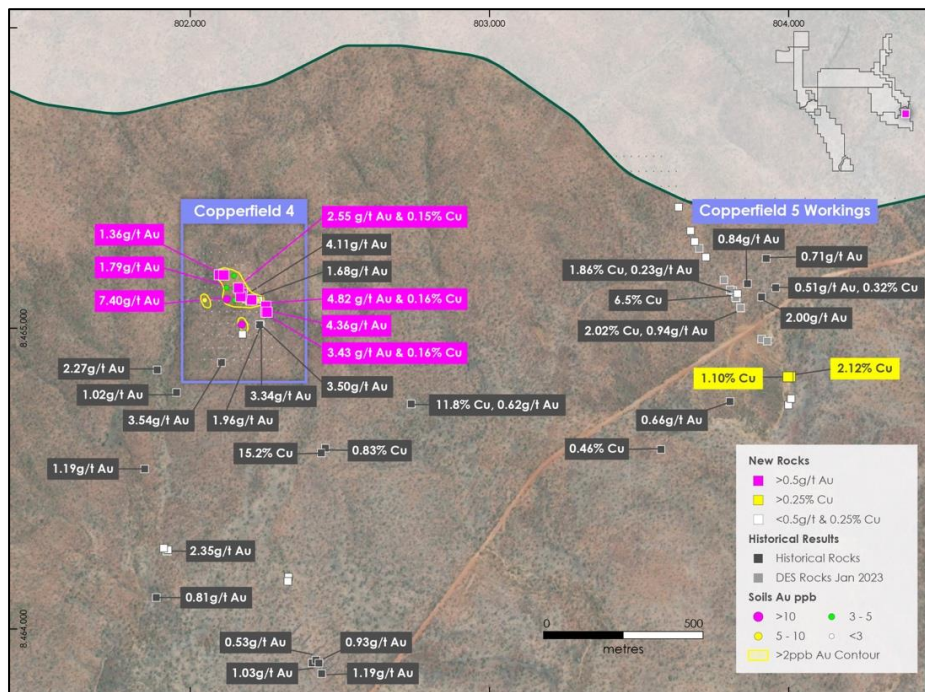 802,000
803,000
804,000
Copperfield 4
Copperfield 5 Workings
1.36g/t Au
2.55 g/t Au & 0.15% Cu
4.11g/t Au
0.84g/t Au
0.71g/t Au
1.79g/t Au
1.68g/t Au
1.86% Cu, 0.23g/t Au
7.40g/t Au
4.82 g/t Au & 0.16% Cu
6.5% Cu
0.51g/t Au, 0.32% Cu
4.36g/t Au
2.02% Cu, 0.94g/t Au
2.00g/t Au
8,465,000
3.43 g/t Au & 0.16% Cu
2.27g/t Au
3.50g/t Au
1.10% Cu
2.12% Cu
1.02g/t Au
3.54g/t Au
1.96g/t Au
3.34g/t Au
11.8% Cu, 0.62g/t Au
0.66g/t Au
1.19g/t Au
15.2% Cu
0.83% Cu
0.46% Cu
2.35g/t Au
0.81g/t Au
8,464,000
0.53g/t Au
0.93g/t Au
1.03g/t Au
1.19g/t Au
0
500
metres
New Rocks
>0.5g/t Au
>0.25% Cu
<0.5g/t & 0.25% Cu
Historical Results
Historical Rocks
DES Rocks Jan 2023
Soils Au ppb
>10
3 - 5
5 - 10
<3
>2ppb Au Contour